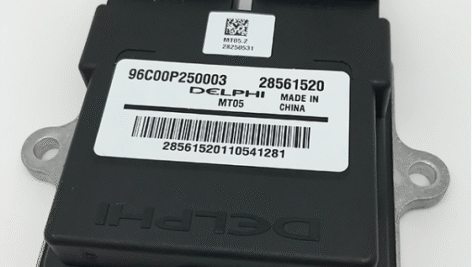 MT05.2
28250531
96C00P250003 28561520
DELPHI MADE IN
MT05 CHINA
28561520110541281
DELPHI